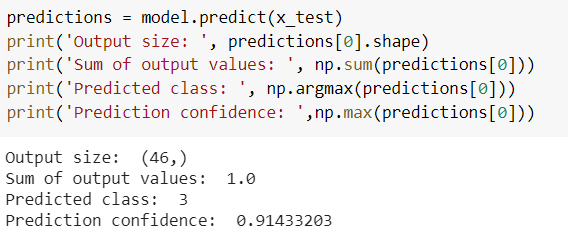 predictions = model.predict(x_test)
print('Output size: ', predictions[0].shape)
print('Sum of output values: ', np.sum(predictions[0]))
print('Predicted class: ', np.argmax(predictions[0]))
print('Prediction confidence: ',np.max(predictions[0]))
Output size:  (46,)
Sum of output values:  1.0
Predicted class:  3
Prediction confidence:  0.91433203